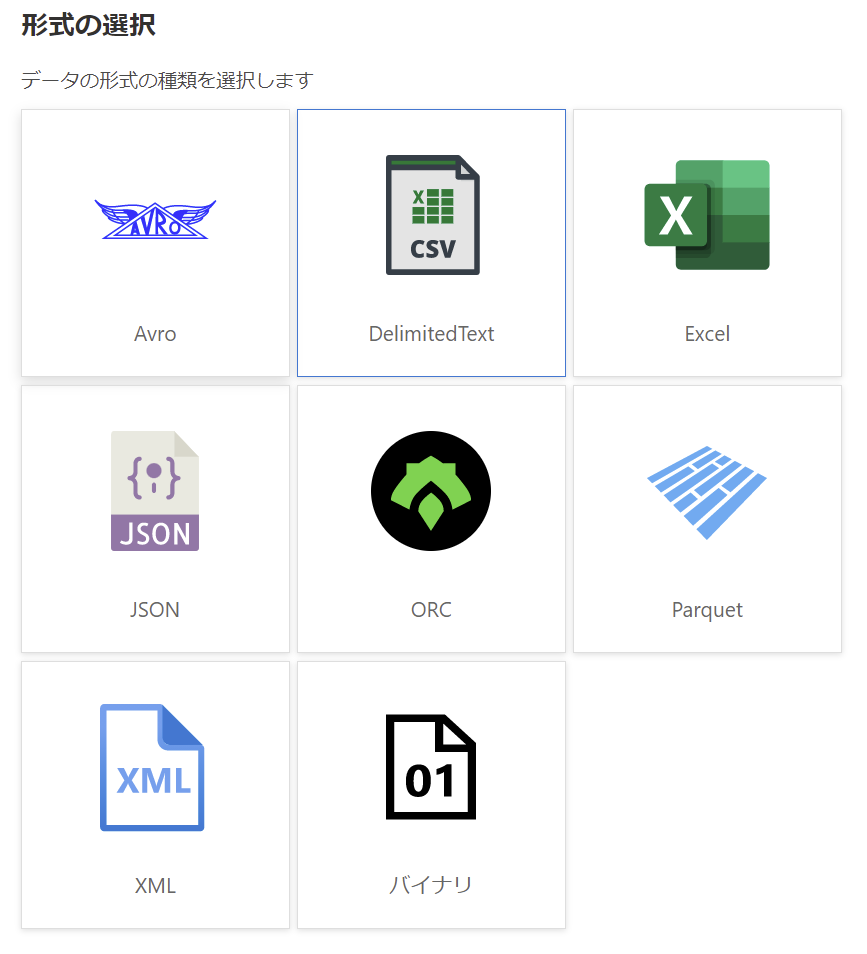 形式の選択
データの形式の種類を選択します
AVRO
Avro
X
CSV
DelimitedText
X
Excel
{ }
JSON
JSON
ORC
Parquet
XML
XML
01
バイナリ